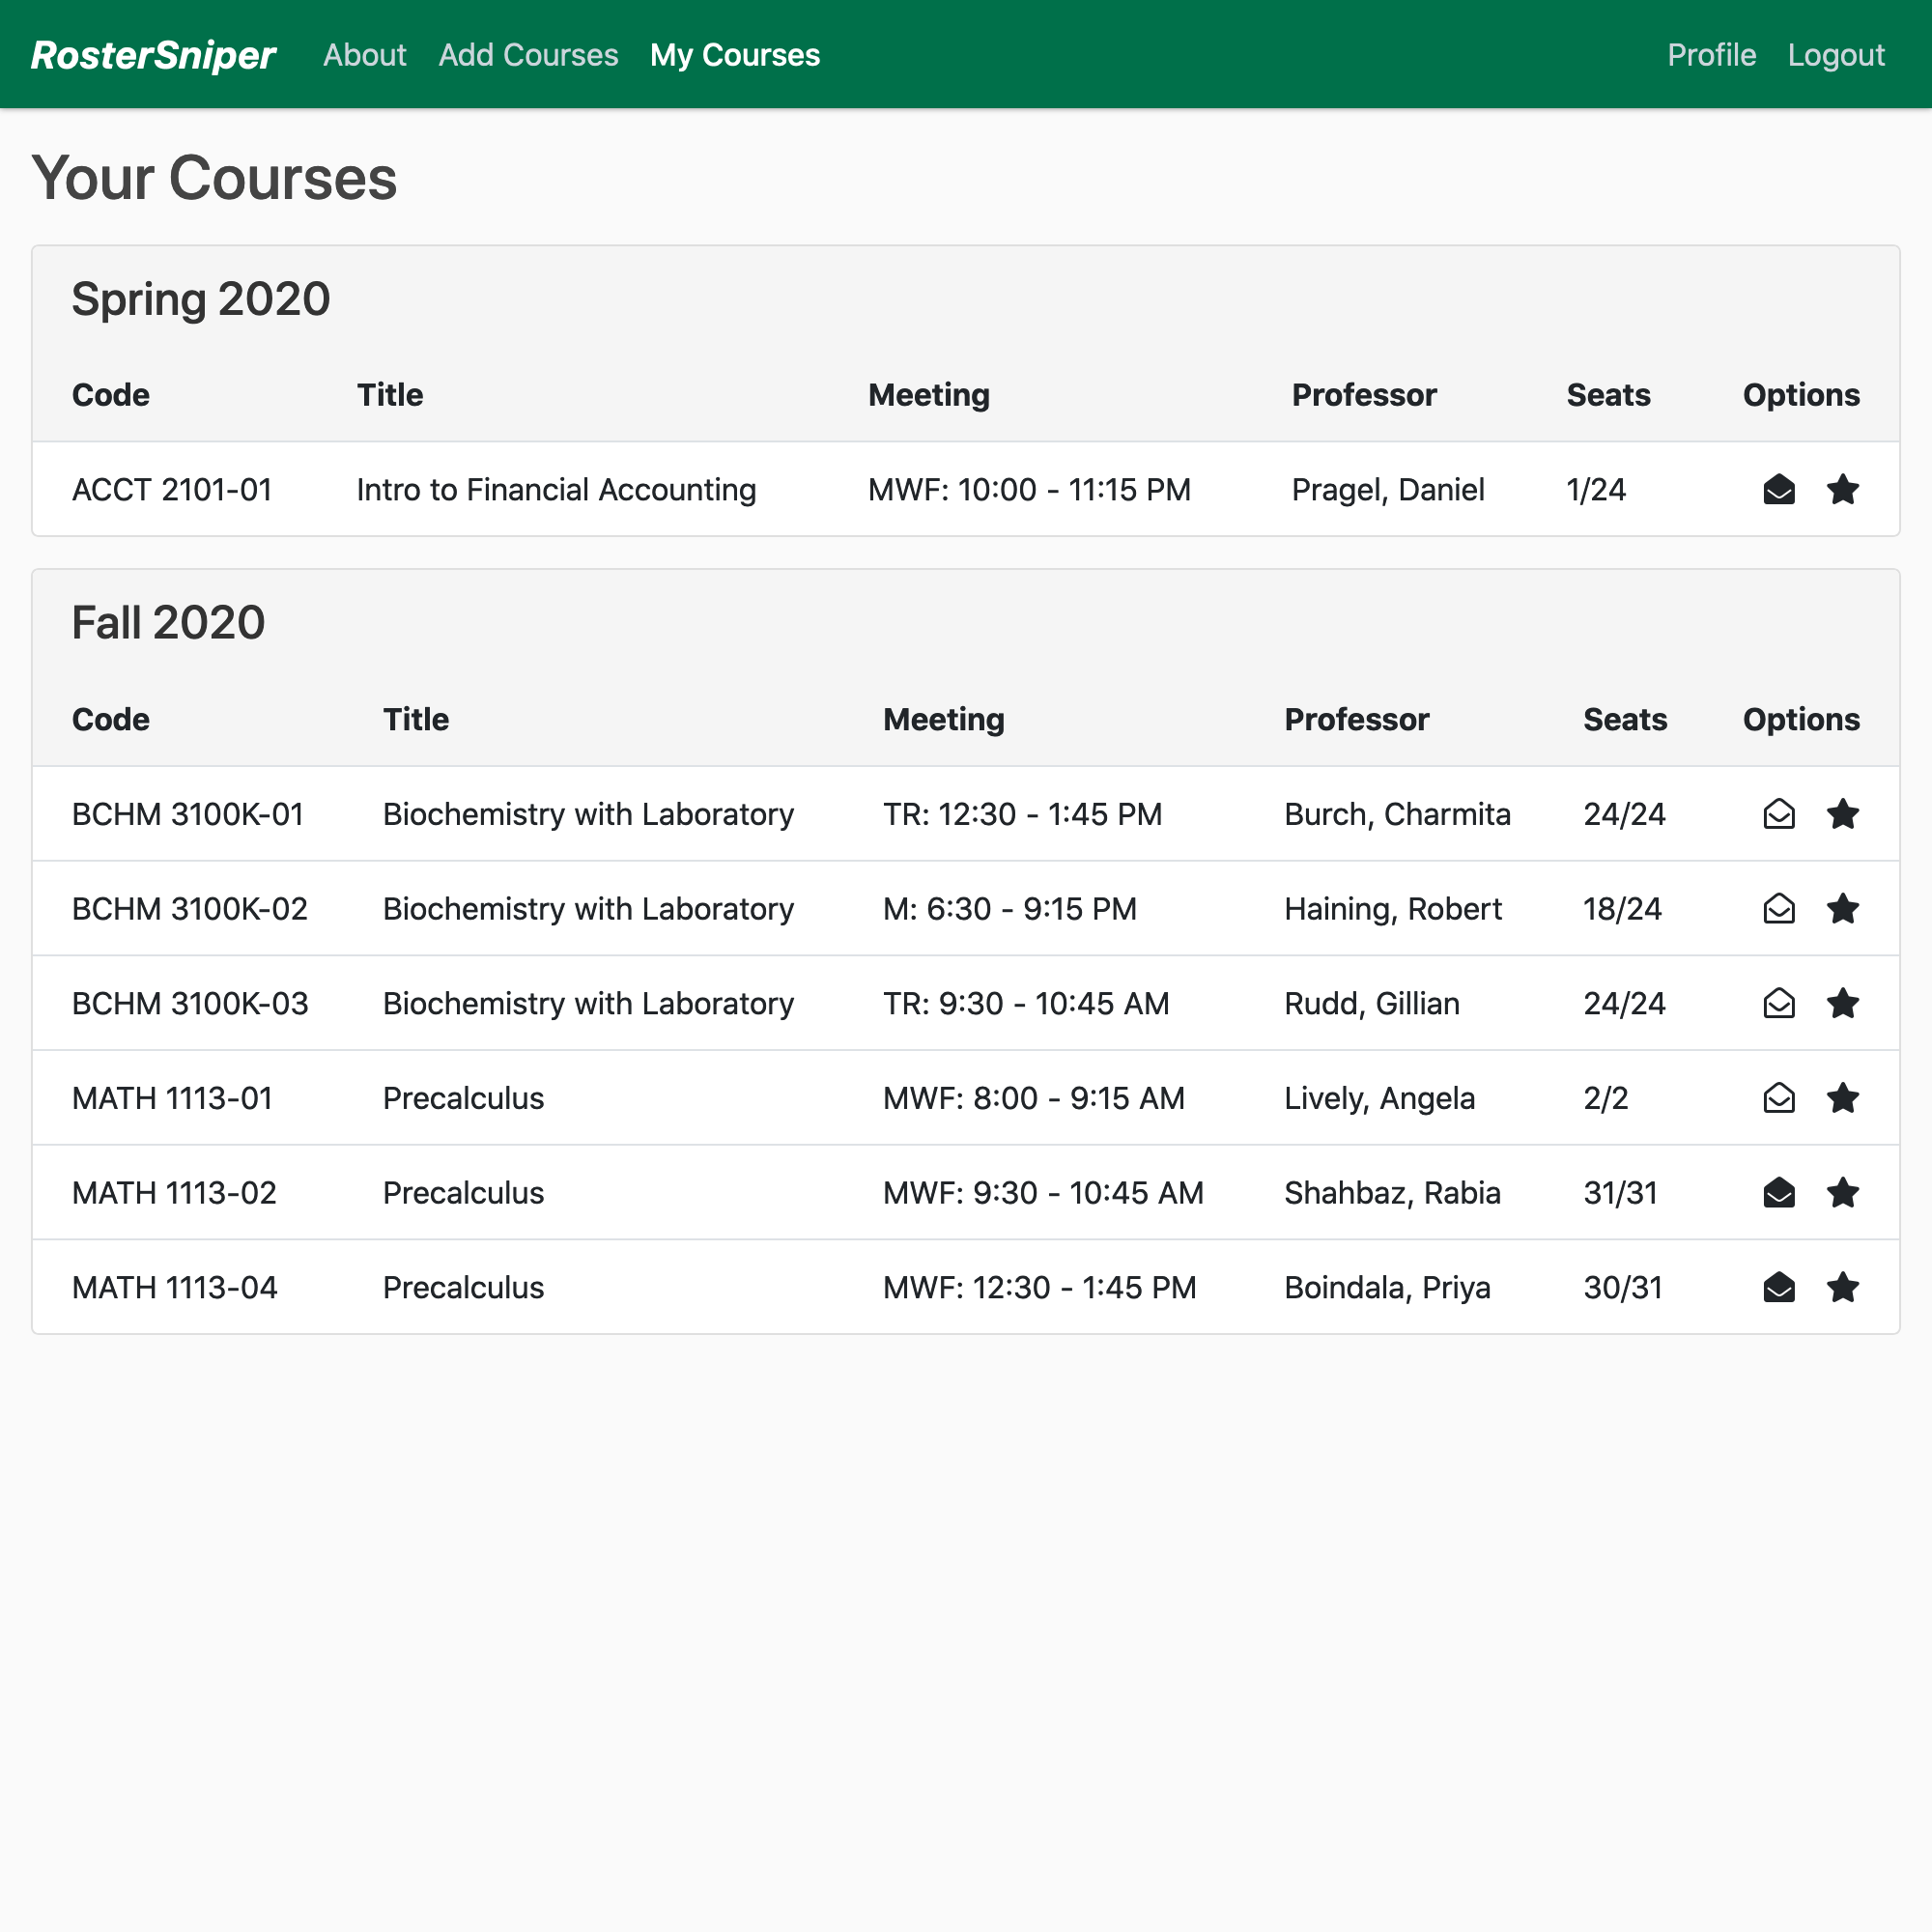 RosterSniper About Add Courses My Courses Profile Logout
Your Courses
Spring 2020
Code Title Meeting Professor Seats Options
ACCT 2101-01 Intro to Financial Accounting MWF: 10:00 - 11:15 PM Pragel, Daniel 1/24
Fall 2020
Code Title Meeting Professor Seats Options
BCHM 3100K-01 Biochemistry with Laboratory TR: 12:30 - 1:45 PM Burch, Charmita 24/24
BCHM 3100K-02 Biochemistry with Laboratory M: 6:30 - 9:15 PM Haining, Robert 18/24
BCHM 3100K-03 Biochemistry with Laboratory TR: 9:30 - 10:45 AM Rudd, Gillian 24/24
MATH 1113-01 Precalculus MWF: 8:00 - 9:15 AM Lively, Angela 2/2
MATH 1113-02 Precalculus MWF: 9:30 - 10:45 AM Shahbaz, Rabia 31/31
MATH 1113-04 Precalculus MWF: 12:30 - 1:45 PM Boindala, Priya 30/31